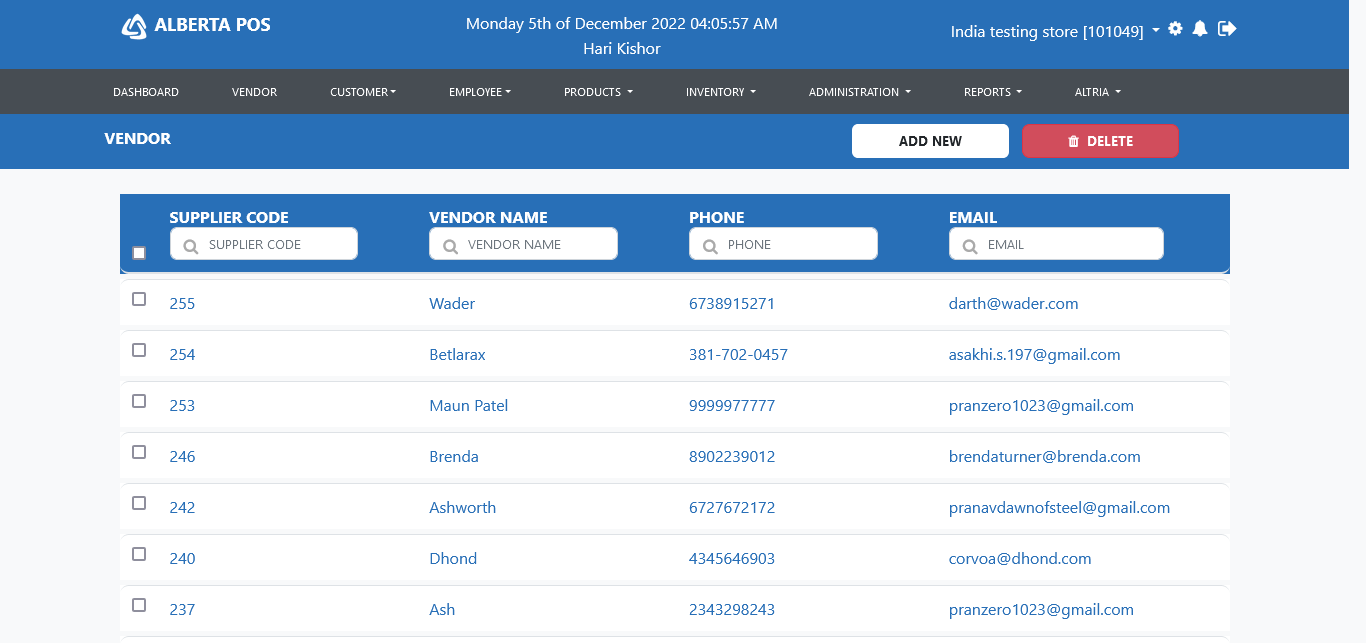 ALBERTA POS
Monday 5th of December 2022 04:05:57 AM
Hari Kishor
India testing store [101049]
DASHBOARD VENDOR CUSTOMER EMPLOYEE PRODUCTS INVENTORY ADMINISTRATION REPORTS ALTRIA
VENDOR ADD NEW DELETE
SUPPLIER CODE VENDOR NAME PHONE EMAIL
SUPPLIER CODE VENDOR NAME PHONE EMAIL
255 Wader 6738915271 darth@wader.com
254 Betlarax 381-702-0457 asakhi.s.197@gmail.com
253 Maun Patel 9999977777 pranzero1023@gmail.com
246 Brenda 8902239012 brendaturner@brenda.com
242 Ashworth 6727672172 pranavdawnofsteel@gmail.com
240 Dhond 4345646903 corvoa@dhond.com
237 Ash 2343298243 pranzero1023@gmail.com